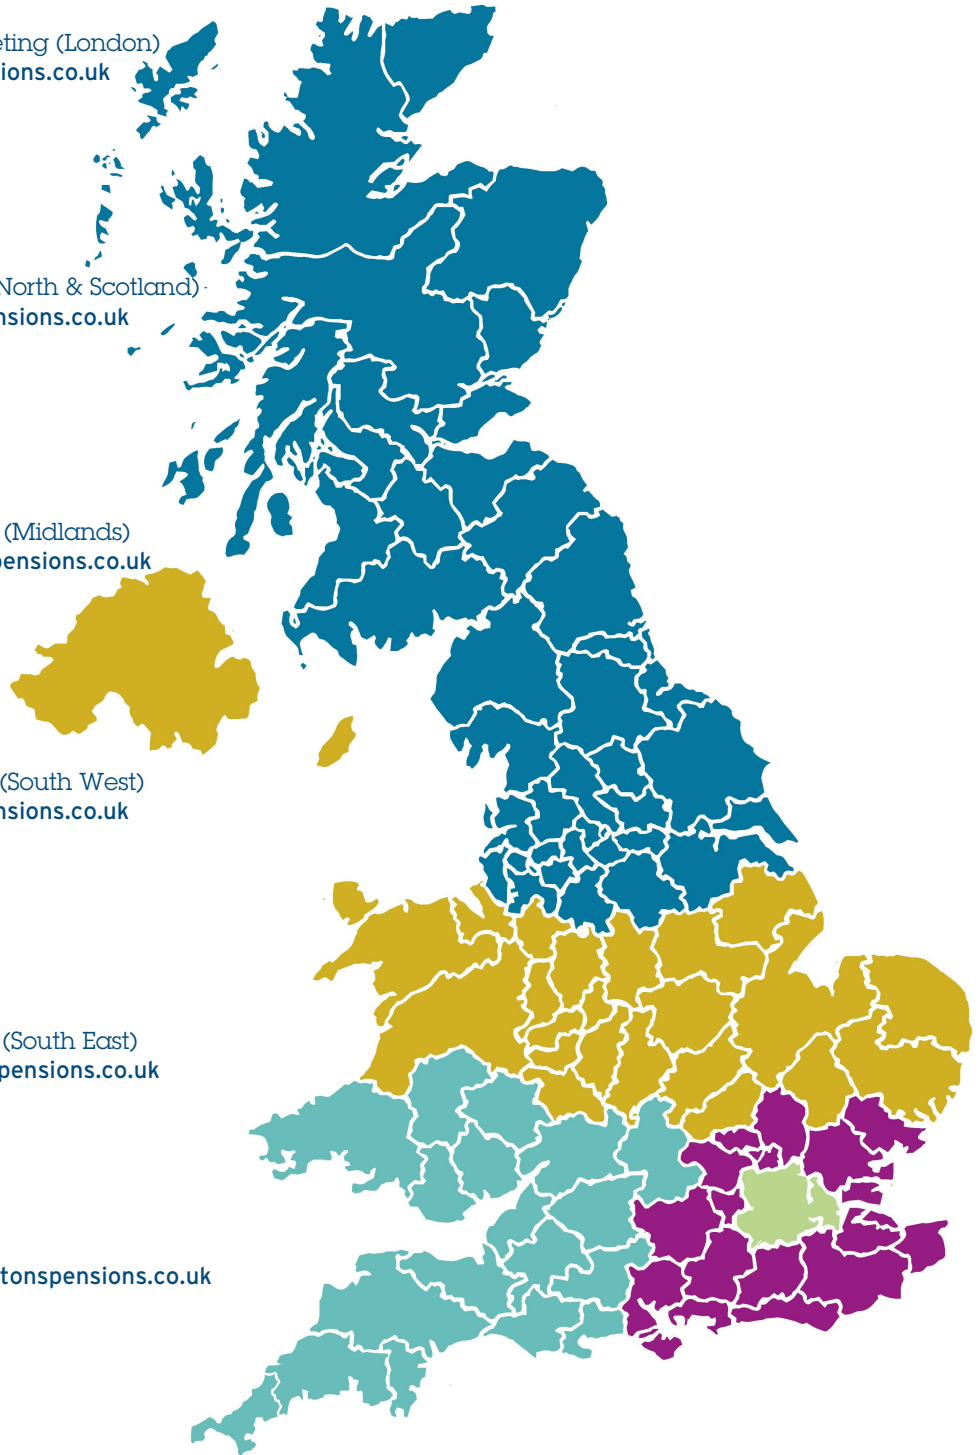 eting (London)
ions.co.uk
North & Scotland)
nsions.co.uk
(Midlands)
pensions.co.uk
(South West)
nsions.co.uk
(South East)
pensions.co.uk
tonspensions.co.uk